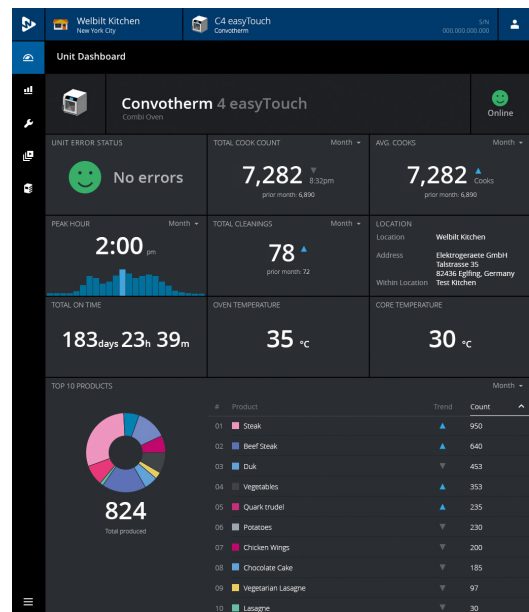 Welbilt Kitchen
New York City
C4 easyTouch
Convotherm
S/N
000.000.000.000
Unit Dashboard
Convotherm 4 easyTouch
Combi Oven
Online
UNIT ERROR STATUS
No errors
TOTAL COOK COUNT Month
7,282 8:32pm
prior month: 6,890
AVG. COOKS Month
7,282 Cooks
prior month: 6,890
PEAK HOUR Month
2:00 pm
TOTAL CLEANINGS Month
78
prior month: 72
LOCATION
Location Welbilt Kitchen
Address Elektrogeraete GmbH
Talstrasse 35
82436 Eglfing, Germany
Within Location Test Kitchen
TOTAL ON TIME
183days 23h 39m
OVEN TEMPERATURE
35 °C
CORE TEMPERATURE
30 °C
TOP 10 PRODUCTS Month
824
Total produced
# Product Trend Count
01 Steak 950
02 Beef Steak 640
03 Duk 453
04 Vegetables 353
05 Quark trudel 235
06 Potatoes 230
07 Chicken Wings 200
08 Chocolate Cake 185
09 Vegetarian Lasagne 97
10 Lasagne 30